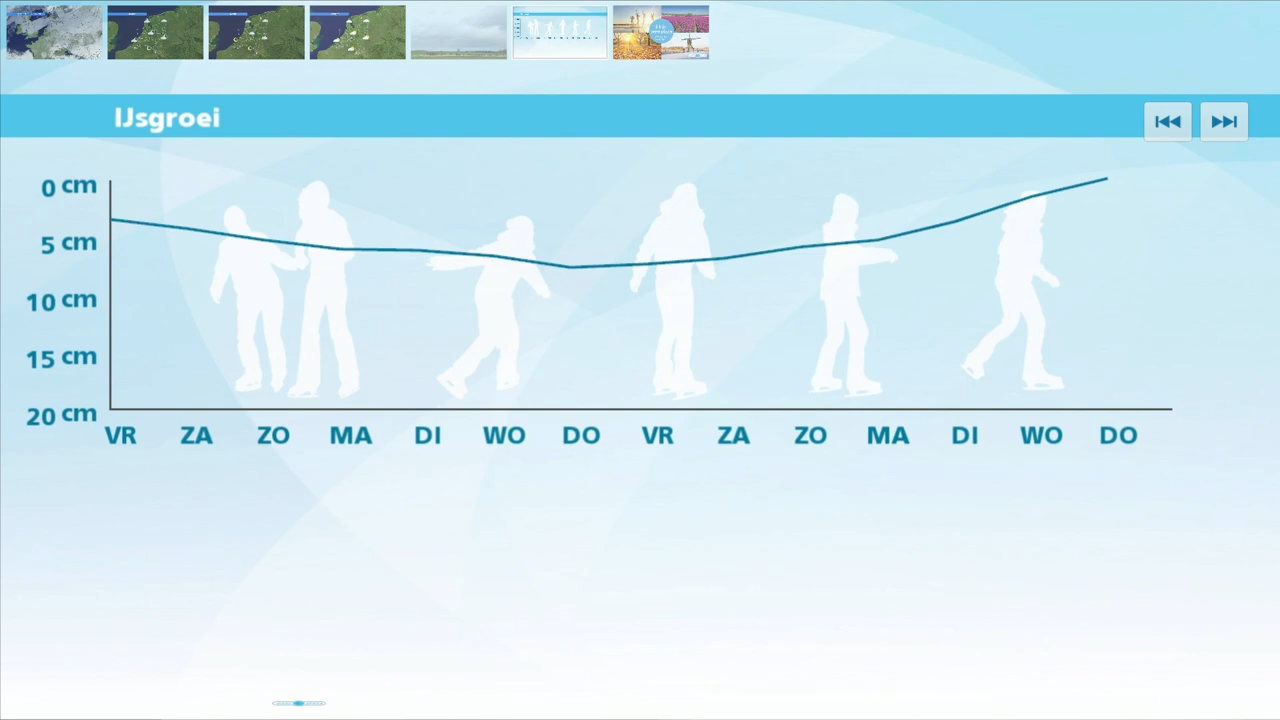 IJsgroei
0 cm
5 cm
10 cm
15 cm
20 cm
VR ZA ZO MA DI WO DO VR ZA ZO MA DI WO DO